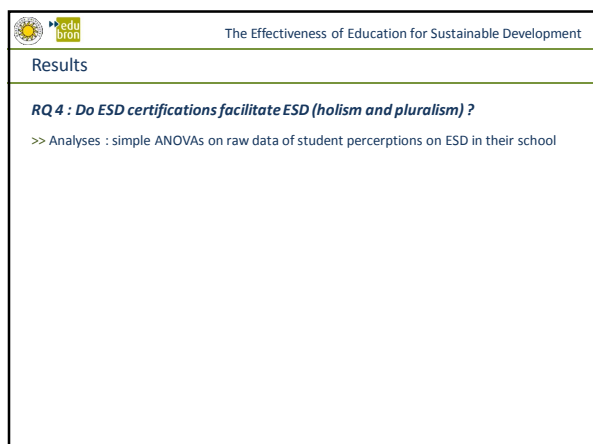 edu
bron
The Effectiveness of Education for Sustainable Development
Results
RQ 4 : Do ESD certifications facilitate ESD (holism and pluralism) ?
>> Analyses : simple ANOVAs on raw data of student percerptions on ESD in their school